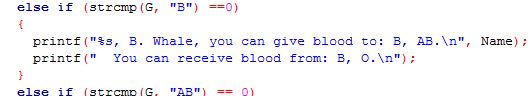 else if (strcmp(G, "B") ==0)
{
printf("%s, B. Whale, you can give blood to: B, AB.\n", Name);
printf("  You can receive blood from: B, O.\n");
}
else if (strcmp(G, "AB") == 0)